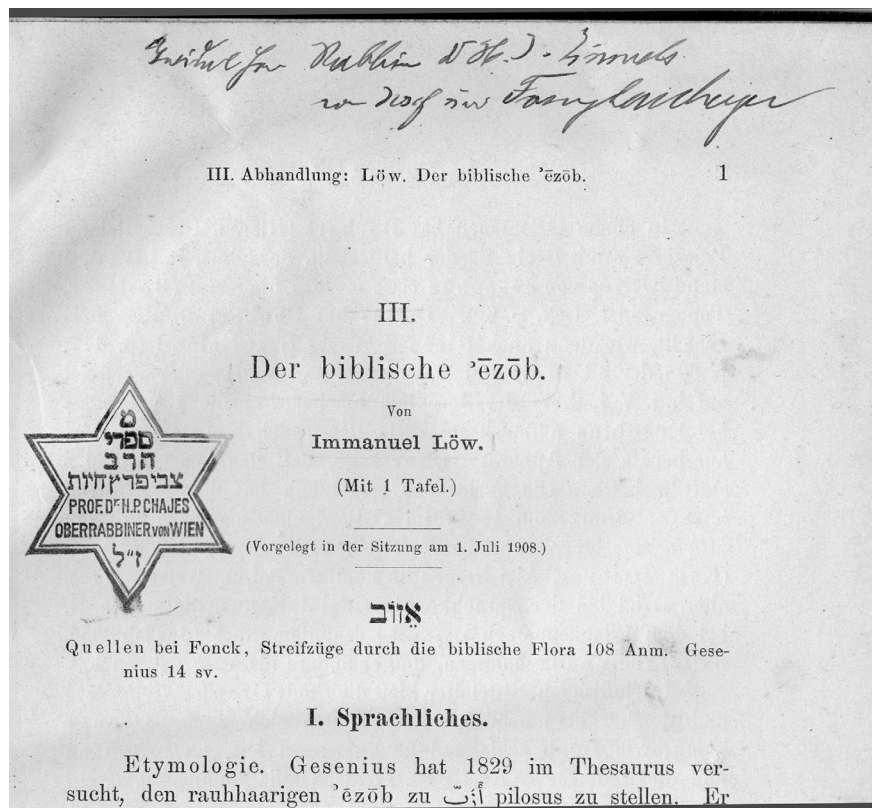 Rabbin Dr H. J. Zimmels
III. Abhandlung: Löw. Der biblische ʾēzōb. 1
III.
Der biblische ʾēzōb.
Von
Immanuel Löw.
(Mit 1 Tafel.)
(Vorgelegt in der Sitzung am 1. Juli 1908.)
מ
ספרי
הרב
צבי פרץ חיות
PROF. Dr. H. P. CHAJES
OBERRABBINER VON WIEN
ז״ל
אֵזוֹב
Quellen bei Fonck, Streifzüge durch die biblische Flora 108 Anm. Gese-
nius 14 sv.
I. Sprachliches.
Etymologie. Gesenius hat 1829 im Thesaurus ver-
sucht, den rauhhaarigen ʾēzōb zu أَزَبّ pilosus zu stellen. Er